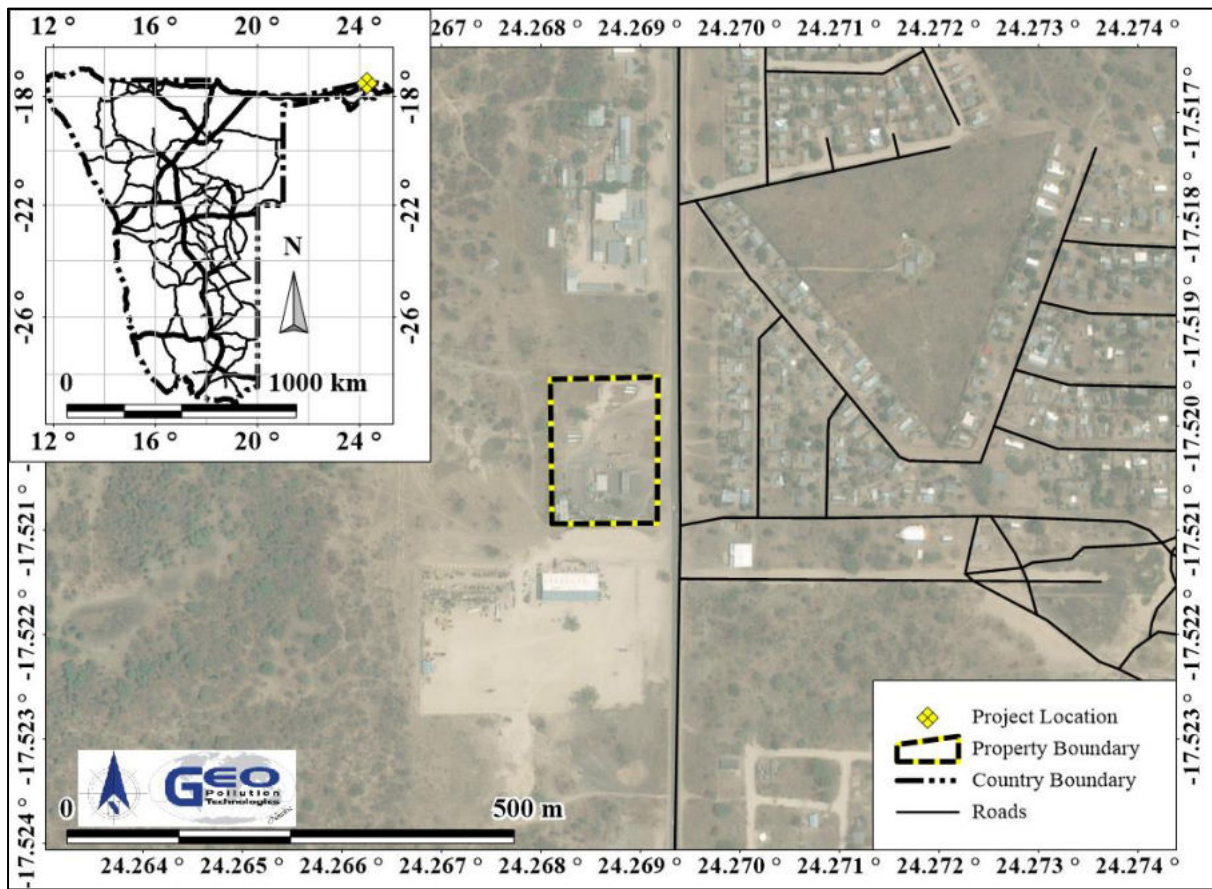 12 16 20 24 °
.267 ° 24.268 ° 24.269 ° 24.270 ° 24.271 ° 24.272 ° 24.273 ° 24.274 °
-18
-22
-26
-18
-22
-26
N
0 1000 km
12 ° 16 ° 20 ° 24 °
-17.517 °
-17.518 °
-17.519 °
-17.520 °
-17.521 °
-17.522 °
-17.523 °
-17.521 °
-17.522 °
-17.523 °
-17.524 °
Project Location
Property Boundary
Country Boundary
Roads
N
GEO
Pollution
Technologies
0 500 m
24.264 ° 24.265 ° 24.266 ° 24.267 ° 24.268 ° 24.269 ° 24.270 ° 24.271 ° 24.272 ° 24.273 ° 24.274 °